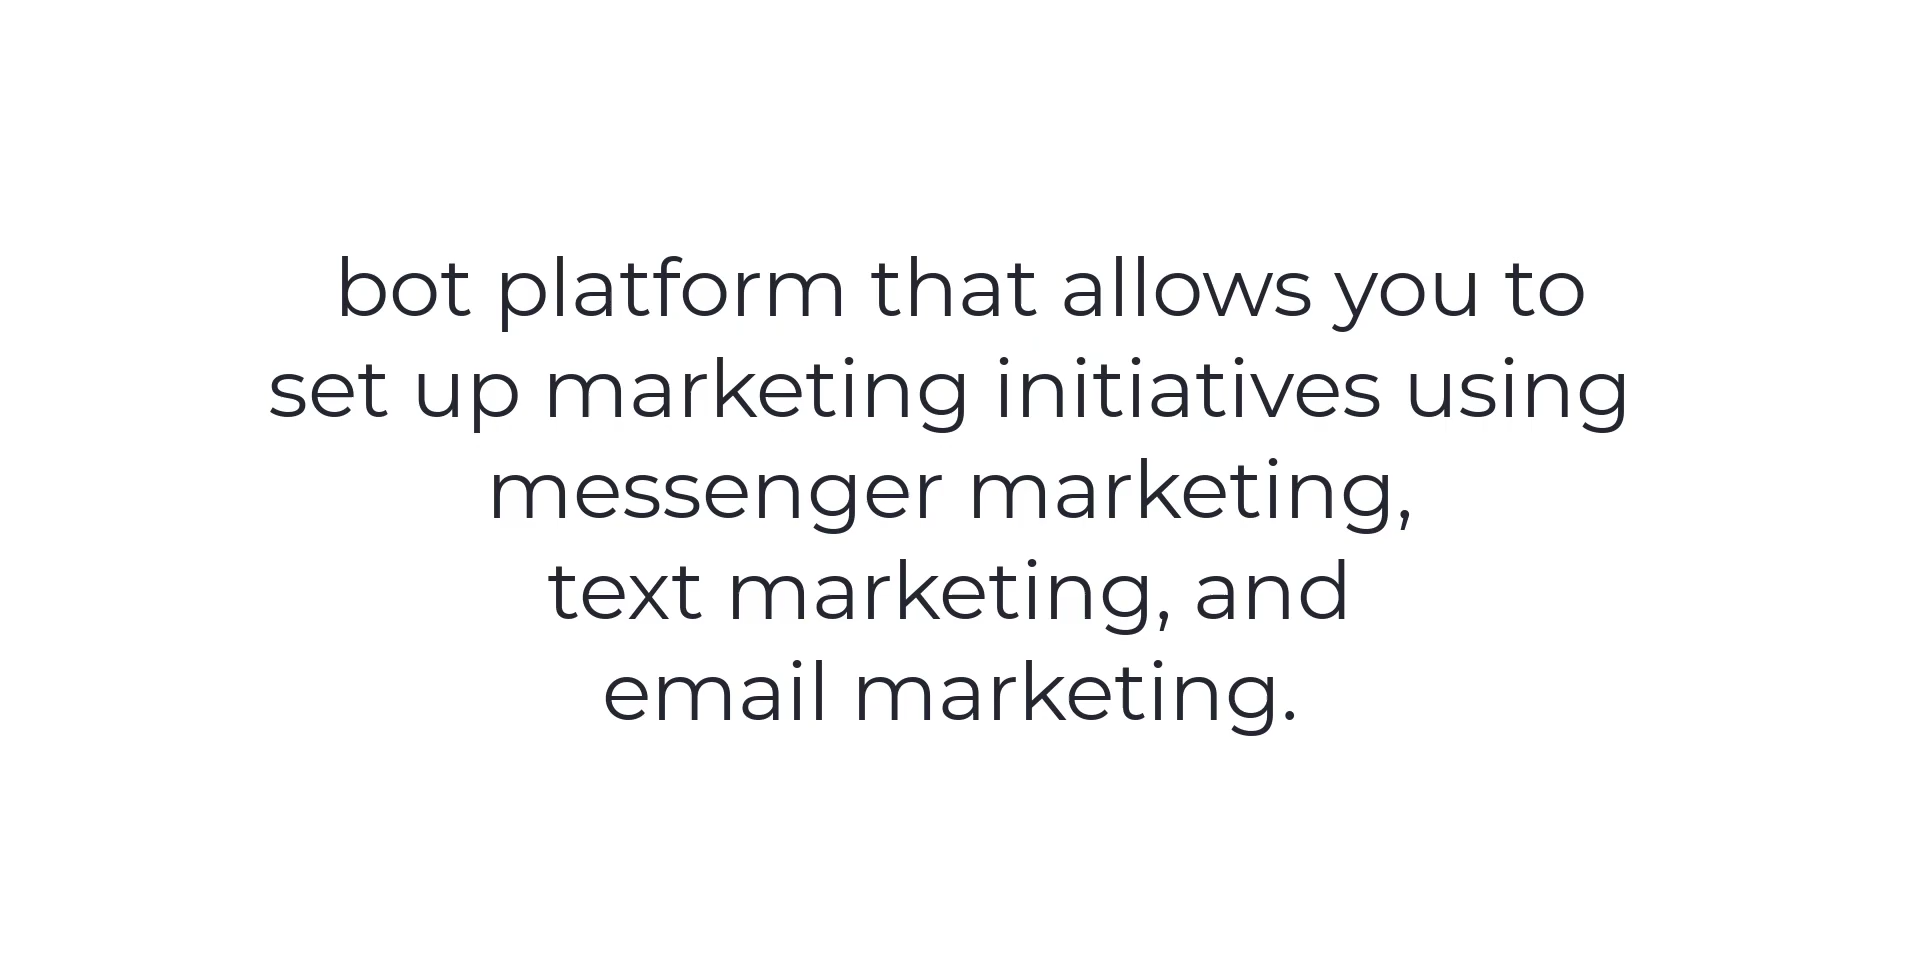 bot platform that allows you to
set up marketing initiatives using
messenger marketing,
text marketing, and
email marketing.